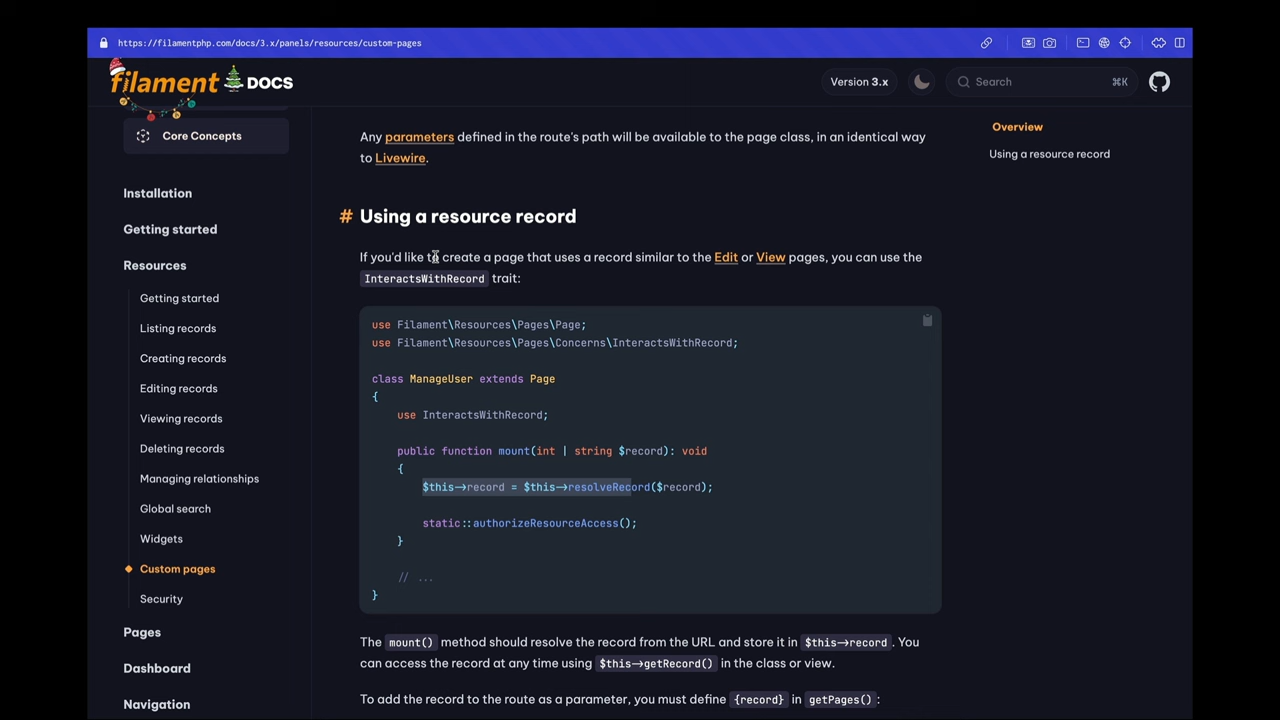 https://filamentphp.com/docs/3.x/panels/resources/custom-pages
filament DOCS
Version 3.x
Search
⌘K
Core Concepts
Installation
Getting started
Resources
Getting started
Listing records
Creating records
Editing records
Viewing records
Deleting records
Managing relationships
Global search
Widgets
Custom pages
Security
Pages
Dashboard
Navigation
Any parameters defined in the route's path will be available to the page class, in an identical way
to Livewire.
# Using a resource record
If you'd like to create a page that uses a record similar to the Edit or View pages, you can use the
InteractsWithRecord trait:
use Filament\Resources\Pages\Page;
use Filament\Resources\Pages\Concerns\InteractsWithRecord;
class ManageUser extends Page
{
use InteractsWithRecord;
public function mount(int | string $record): void
{
$this->record = $this->resolveRecord($record);
static::authorizeResourceAccess();
}
// ...
}
The mount() method should resolve the record from the URL and store it in $this->record. You
can access the record at any time using $this->getRecord() in the class or view.
To add the record to the route as a parameter, you must define {record} in getPages():
Overview
Using a resource record